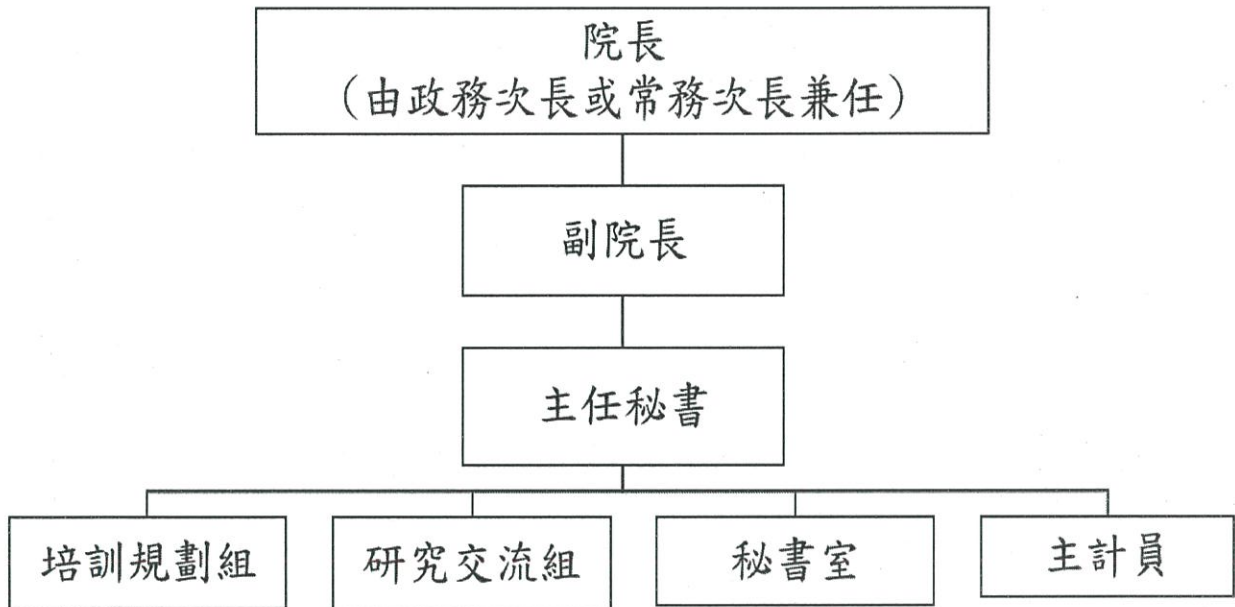 院長
（由政務次長或常務次長兼任）
副院長
主任秘書
培訓規劃組
研究交流組
秘書室
主計員